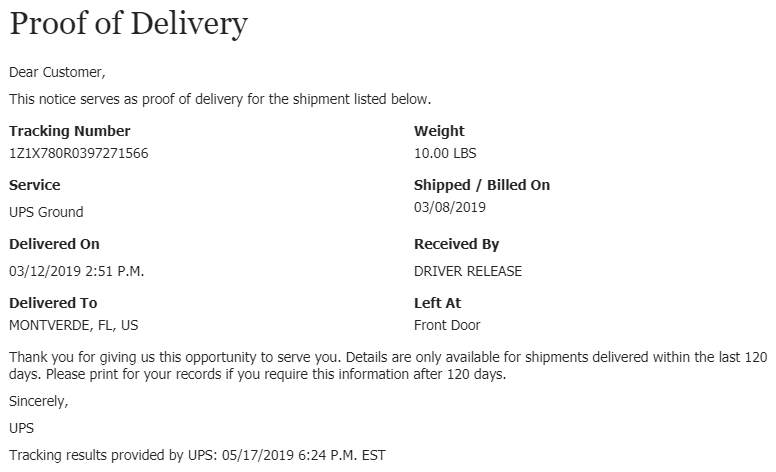 Proof of Delivery
Dear Customer,
This notice serves as proof of delivery for the shipment listed below.
Tracking Number
1Z1X780R0397271566
Weight
10.00 LBS
Service
UPS Ground
Shipped / Billed On
03/08/2019
Delivered On
03/12/2019 2:51 P.M.
Received By
DRIVER RELEASE
Delivered To
MONTVERDE, FL, US
Left At
Front Door
Thank you for giving us this opportunity to serve you. Details are only available for shipments delivered within the last 120
days. Please print for your records if you require this information after 120 days.
Sincerely,
UPS
Tracking results provided by UPS: 05/17/2019 6:24 P.M. EST